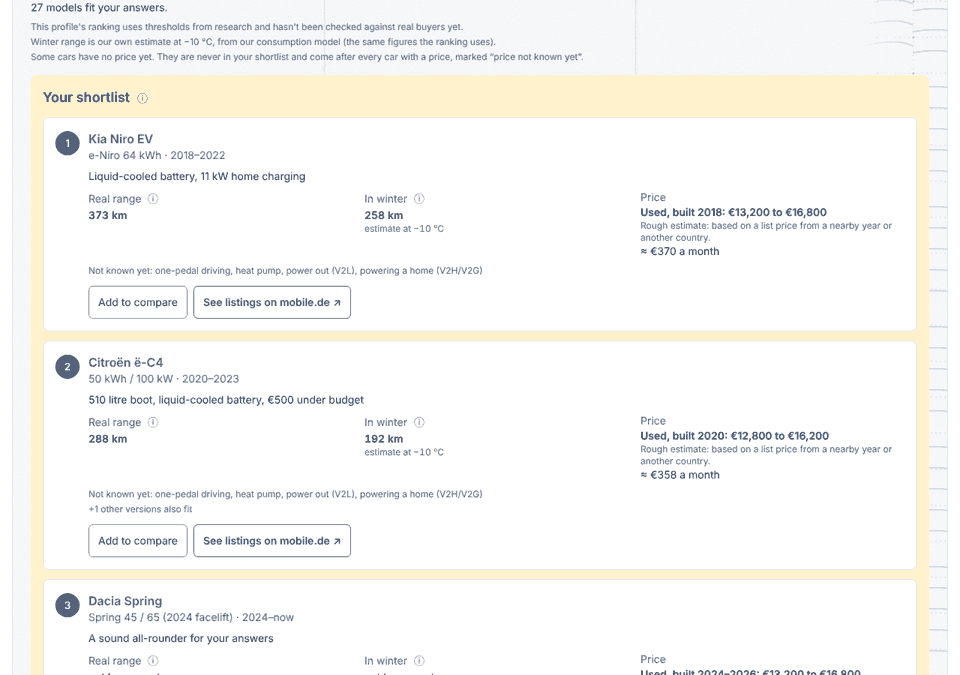 27 models fit your answers.
This profile's ranking uses thresholds from research and hasn't been checked against real buyers yet.
Winter range is our own estimate at −10 °C, from our consumption model (the same figures the ranking uses).
Some cars have no price yet. They are never in your shortlist and come after every car with a price, marked "price not known yet".
Your shortlist
1
Kia Niro EV
e-Niro 64 kWh · 2018–2022
Liquid-cooled battery, 11 kW home charging
Real range
373 km
In winter
258 km
estimate at −10 °C
Price
Used, built 2018: €13,200 to €16,800
Rough estimate: based on a list price from a nearby year or
another country.
≈ €370 a month
Not known yet: one-pedal driving, heat pump, power out (V2L), powering a home (V2H/V2G)
Add to compare
See listings on mobile.de ↗
2
Citroën ë-C4
50 kWh / 100 kW · 2020–2023
510 litre boot, liquid-cooled battery, €500 under budget
Real range
288 km
In winter
192 km
estimate at −10 °C
Price
Used, built 2020: €12,800 to €16,200
Rough estimate: based on a list price from a nearby year or
another country.
≈ €358 a month
Not known yet: one-pedal driving, heat pump, power out (V2L), powering a home (V2H/V2G)
+1 other versions also fit
Add to compare
See listings on mobile.de ↗
3
Dacia Spring
Spring 45 / 65 (2024 facelift) · 2024–now
A sound all-rounder for your answers
Real range
In winter
Price
Used, built 2024–2026: €13,200 to €16,800